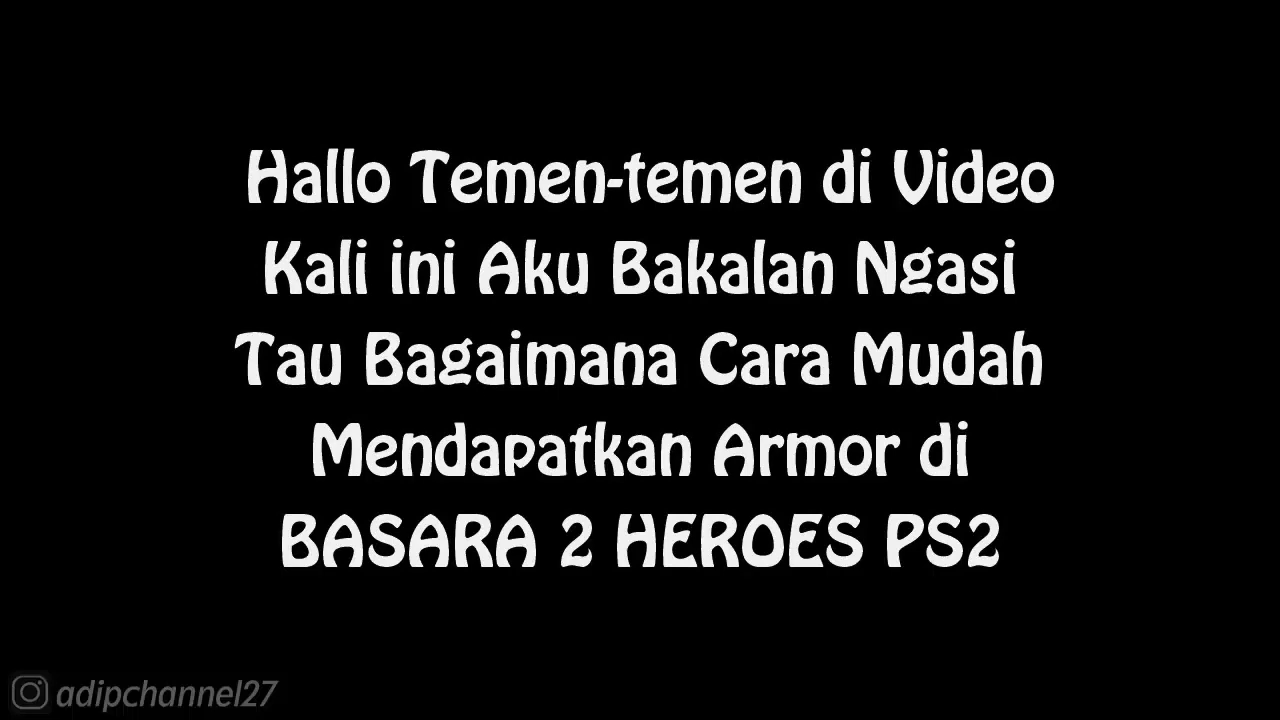 Hallo Temen-temen di Video
Kali ini Aku Bakalan Ngasi
Tau Bagaimana Cara Mudah
Mendapatkan Armor di
BASARA 2 HEROES PS2
adipchannel27